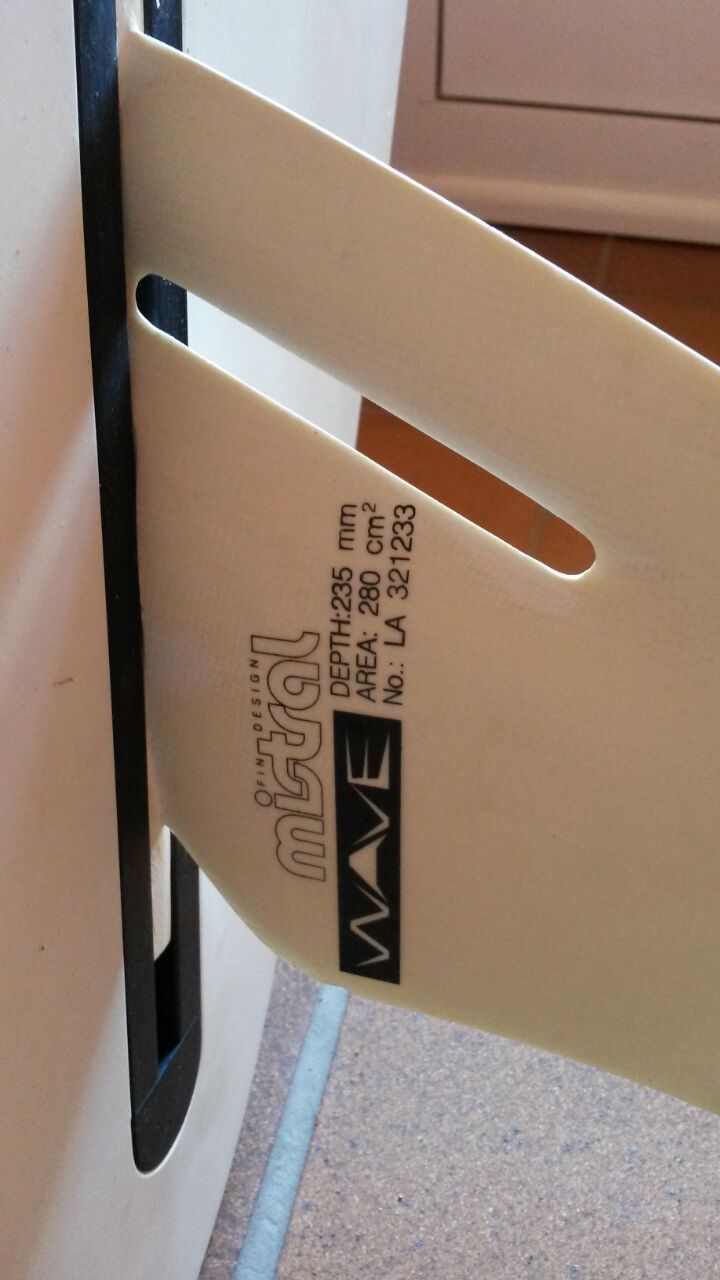 FIN DESIGN
mistral
WAVE
DEPTH:235 mm
AREA: 280 cm²
No.: LA 321233